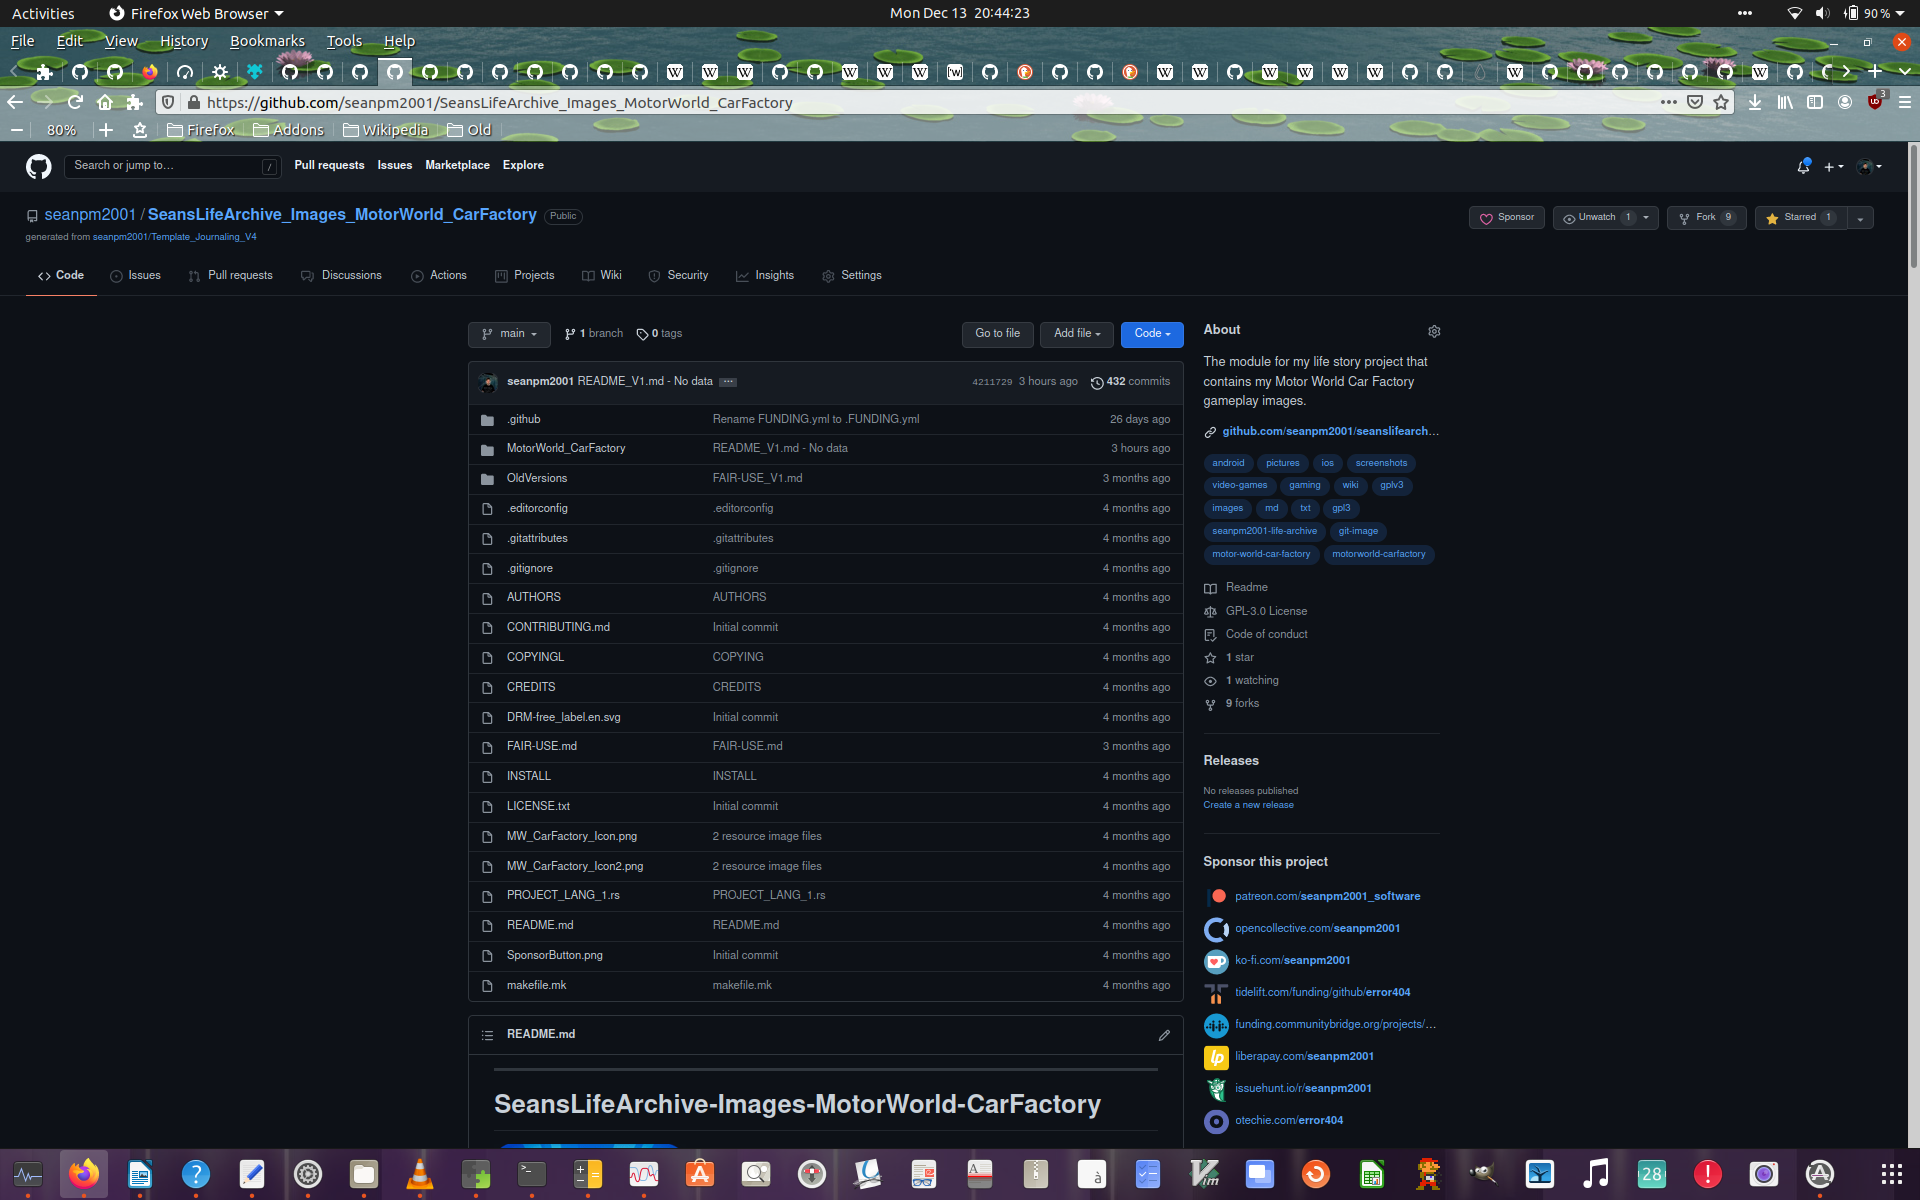 Activities Firefox Web Browser Mon Dec 13 20:44:23 90 %
File Edit View History Bookmarks Tools Help
https://github.com/seanpm2001/SeansLifeArchive_Images_MotorWorld_CarFactory 3
80% Firefox Addons Wikipedia Old
Search or jump to… / Pull requests Issues Marketplace Explore
seanpm2001 / SeansLifeArchive_Images_MotorWorld_CarFactory Public
Sponsor Unwatch 1 Fork 9 Starred 1
generated from seanpm2001/Template_Journaling_V4
Code Issues Pull requests Discussions Actions Projects Wiki Security Insights Settings
main 1 branch 0 tags Go to file Add file Code
seanpm2001 README_V1.md - No data ... 4211729 3 hours ago 432 commits
.github Rename FUNDING.yml to .FUNDING.yml 26 days ago
MotorWorld_CarFactory README_V1.md - No data 3 hours ago
OldVersions FAIR-USE_V1.md 3 months ago
.editorconfig .editorconfig 4 months ago
.gitattributes .gitattributes 4 months ago
.gitignore .gitignore 4 months ago
AUTHORS AUTHORS 4 months ago
CONTRIBUTING.md Initial commit 4 months ago
COPYINGL COPYING 4 months ago
CREDITS CREDITS 4 months ago
DRM-free_label.en.svg Initial commit 4 months ago
FAIR-USE.md FAIR-USE.md 3 months ago
INSTALL INSTALL 4 months ago
LICENSE.txt Initial commit 4 months ago
MW_CarFactory_Icon.png 2 resource image files 4 months ago
MW_CarFactory_Icon2.png 2 resource image files 4 months ago
PROJECT_LANG_1.rs PROJECT_LANG_1.rs 4 months ago
README.md README.md 4 months ago
SponsorButton.png Initial commit 4 months ago
makefile.mk makefile.mk 4 months ago
README.md
SeansLifeArchive-Images-MotorWorld-CarFactory
About
The module for my life story project that
contains my Motor World Car Factory
gameplay images.
github.com/seanpm2001/seanslifearch…
android pictures ios screenshots
video-games gaming wiki gplv3
images md txt gpl3
seanpm2001-life-archive git-image
motor-world-car-factory motorworld-carfactory
Readme
GPL-3.0 License
Code of conduct
1 star
1 watching
9 forks
Releases
No releases published
Create a new release
Sponsor this project
patreon.com/seanpm2001_software
opencollective.com/seanpm2001
ko-fi.com/seanpm2001
tidelift.com/funding/github/error404
funding.communitybridge.org/projects/…
lp liberapay.com/seanpm2001
issuehunt.io/r/seanpm2001
otechie.com/error404
28